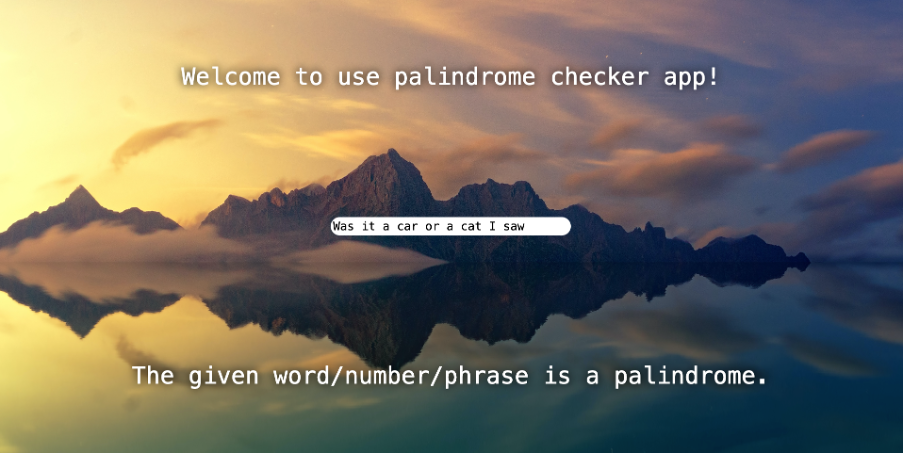 Welcome to use palindrome checker app!
Was it a car or a cat I saw
The given word/number/phrase is a palindrome.